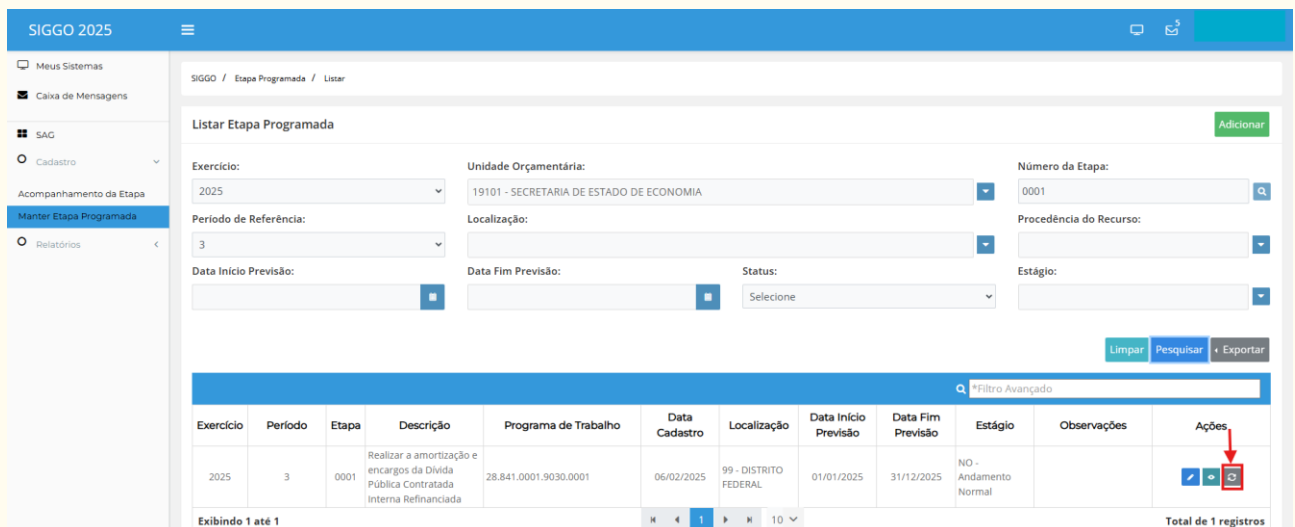 SIGGO 2025
5
Meus Sistemas
Caixa de Mensagens
SAG
Cadastro
Acompanhamento da Etapa
Manter Etapa Programada
Relatórios
SIGGO / Etapa Programada / Listar
Listar Etapa Programada
Adicionar
Exercício: Unidade Orçamentária: Número da Etapa:
2025 19101 - SECRETARIA DE ESTADO DE ECONOMIA 0001
Período de Referência: Localização: Procedência do Recurso:
3
Data Início Previsão: Data Fim Previsão: Status: Estágio:
Selecione
Limpar Pesquisar Exportar
*Filtro Avançado
Exercício Período Etapa Descrição Programa de Trabalho Data Cadastro Localização Data Início Previsão Data Fim Previsão Estágio Observações Ações
2025 3 0001 Realizar a amortização e encargos da Dívida Pública Contratada Interna Refinanciada 28.841.0001.9030.0001 06/02/2025 99 - DISTRITO FEDERAL 01/01/2025 31/12/2025 NO - Andamento Normal
Exibindo 1 até 1 1 10 Total de 1 registros